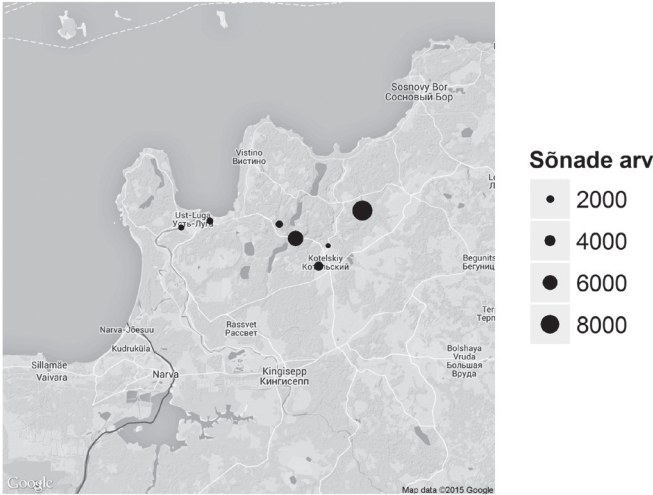 Sosnovy Bor
Сосновый Бор
Vistino
Вистино
Ust-Luga
Усть-Луга
Kotelskiy
Котельский
Begunits
Бегуниц
Narva-Jõesuu
Kudruküla
Rassvet
Рассвет
Sillamäe
Vaivara
Narva
Kingisepp
Кингисепп
Bolshaya
Vruda
Большая
Вруда
Google
Map data ©2015 Google
Sõnade arv
2000
4000
6000
8000